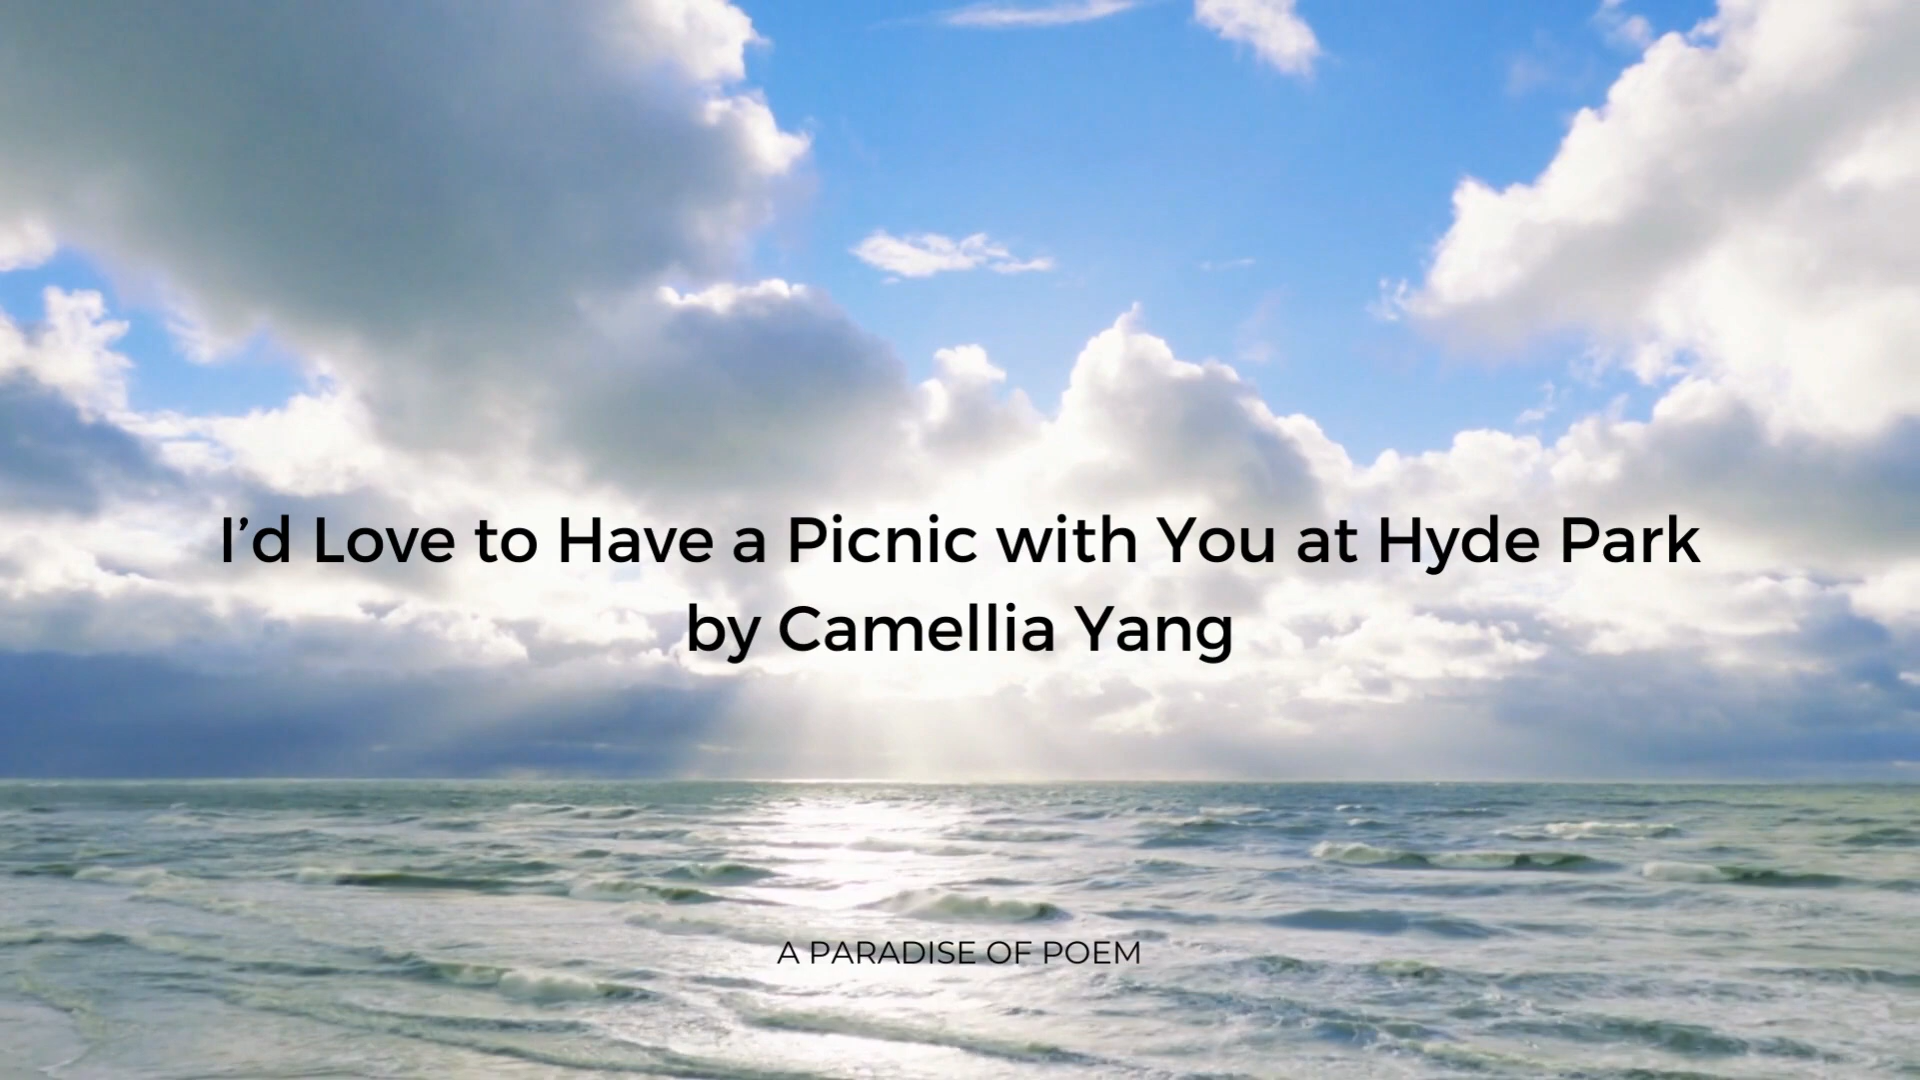 I’d Love to Have a Picnic with You at Hyde Park
by Camellia Yang
A PARADISE OF POEM